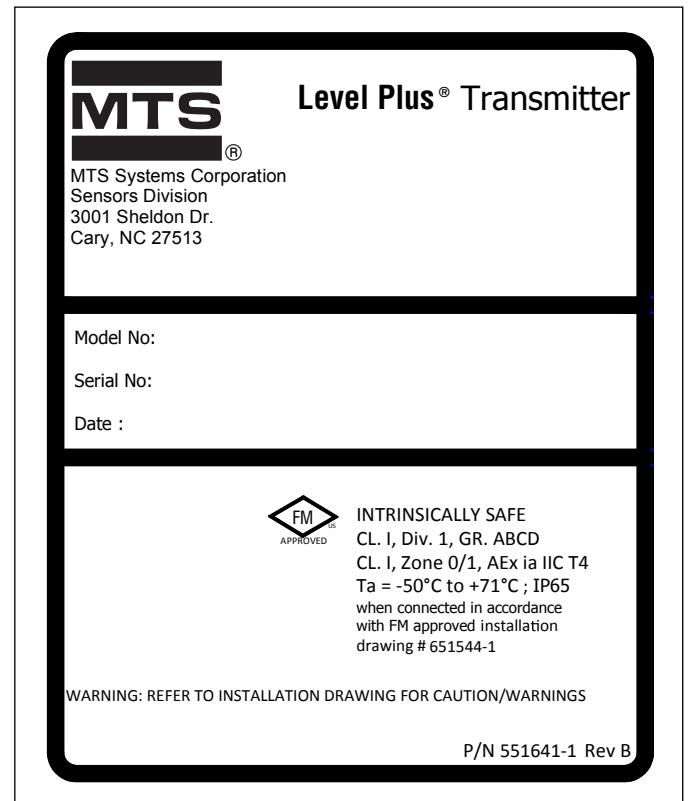 MTS
®
Level Plus® Transmitter
MTS Systems Corporation
Sensors Division
3001 Sheldon Dr.
Cary, NC 27513
Model No:
Serial No:
Date :
FM
us
APPROVED
INTRINSICALLY SAFE
CL. I, Div. 1, GR. ABCD
CL. I, Zone 0/1, AEx ia IIC T4
Ta = -50°C to +71°C ; IP65
when connected in accordance
with FM approved installation
drawing # 651544-1
WARNING: REFER TO INSTALLATION DRAWING FOR CAUTION/WARNINGS
P/N 551641-1 Rev B